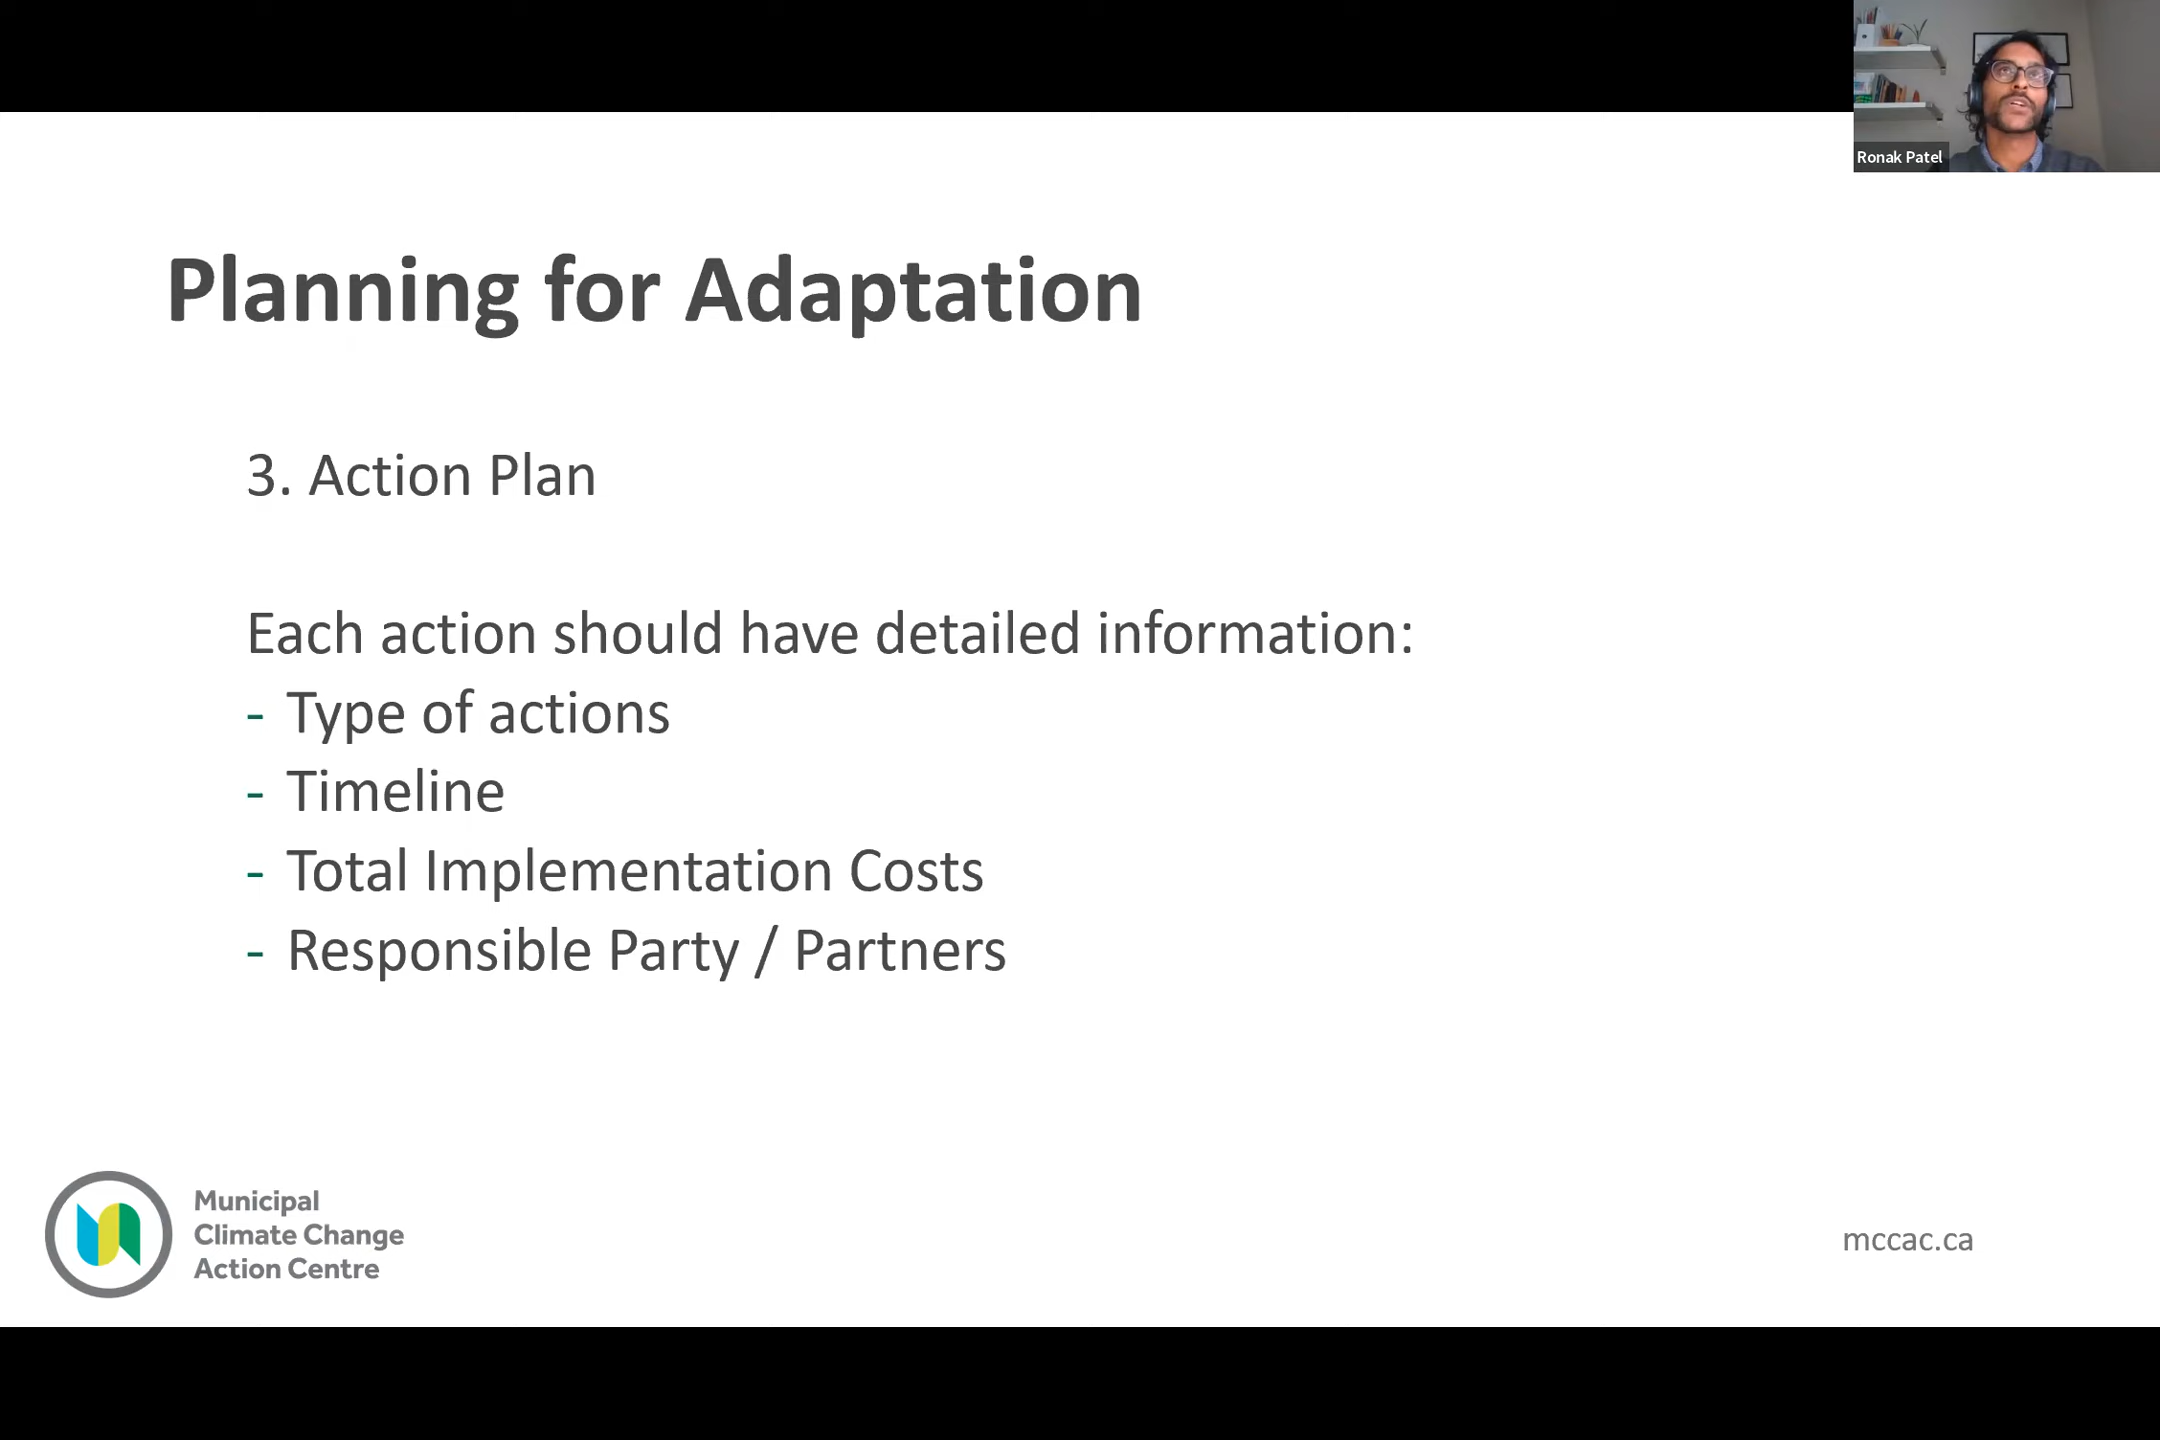 Ronak Patel
Planning for Adaptation
3. Action Plan
Each action should have detailed information:
- Type of actions
- Timeline
- Total Implementation Costs
- Responsible Party / Partners
Municipal
Climate Change
Action Centre
mccac.ca